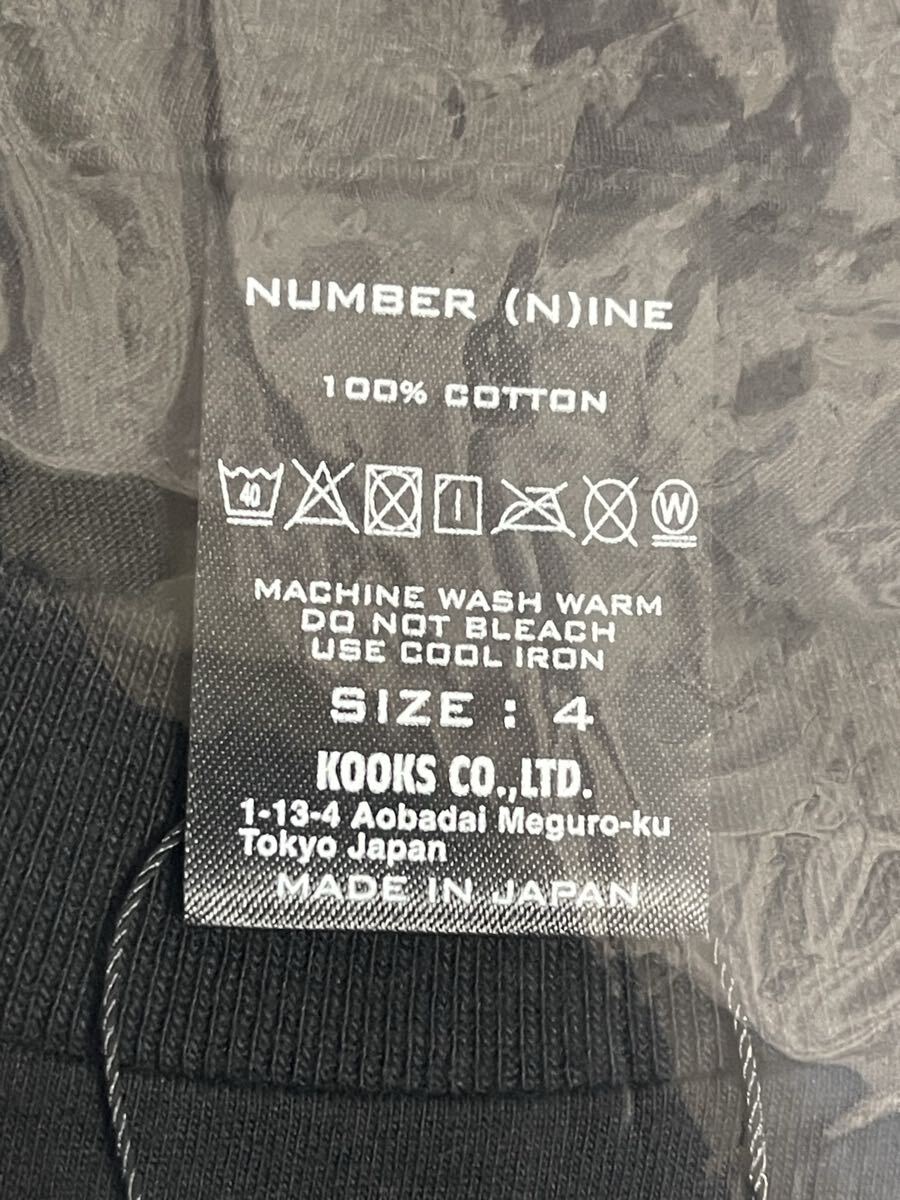 NUMBER (N)INE
100% COTTON
40 W
MACHINE WASH WARM
DO NOT BLEACH
USE COOL IRON
SIZE : 4
KOOKS CO.,LTD.
1-13-4 Aobadai Meguro-ku
Tokyo Japan
MADE IN JAPAN